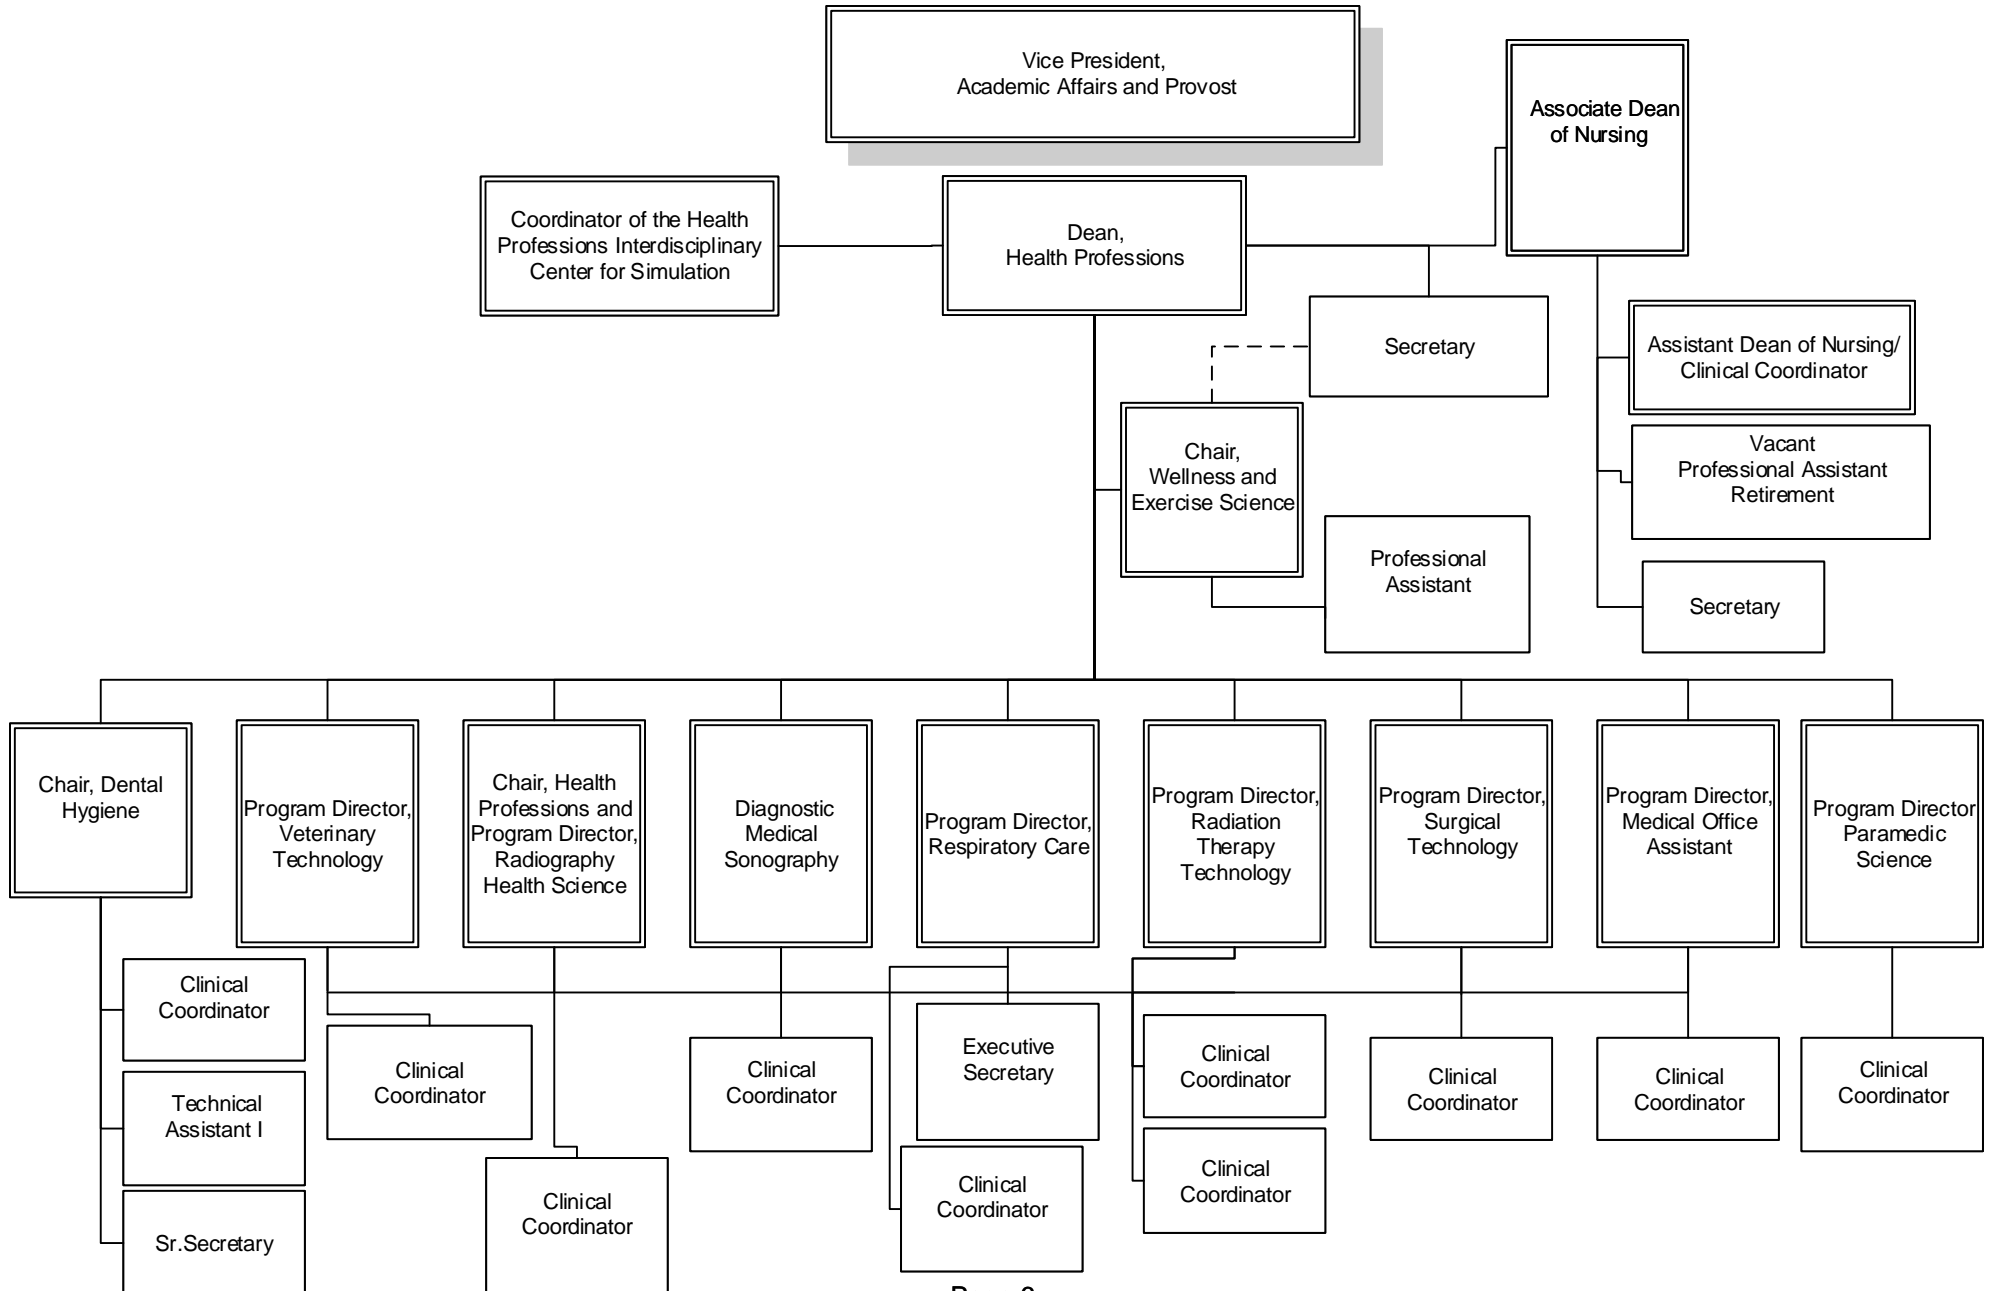 Vice President,
Academic Affairs and Provost
Associate Dean
of Nursing
Coordinator of the Health
Professions Interdisciplinary
Center for Simulation
Dean,
Health Professions
Secretary
Assistant Dean of Nursing/
Clinical Coordinator
Chair,
Wellness and
Exercise Science
Vacant
Professional Assistant
Retirement
Professional
Assistant
Secretary
Chair, Dental
Hygiene
Program Director,
Veterinary
Technology
Chair, Health
Professions and
Program Director,
Radiography
Health Science
Diagnostic
Medical
Sonography
Program Director,
Respiratory Care
Program Director,
Radiation
Therapy
Technology
Program Director,
Surgical
Technology
Program Director,
Medical Office
Assistant
Program Director
Paramedic
Science
Clinical
Coordinator
Technical
Assistant I
Sr.Secretary
Clinical
Coordinator
Clinical
Coordinator
Clinical
Coordinator
Executive
Secretary
Clinical
Coordinator
Clinical
Coordinator
Clinical
Coordinator
Clinical
Coordinator
Clinical
Coordinator
Clinical
Coordinator